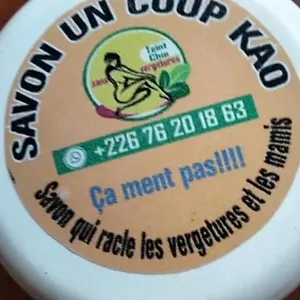 SAVON UN COUP KAO
Teint
Choc
vergetures
+226 76 20 18 63
Ça ment pas!!!!
Savon qui racle les vergetures et les mamis